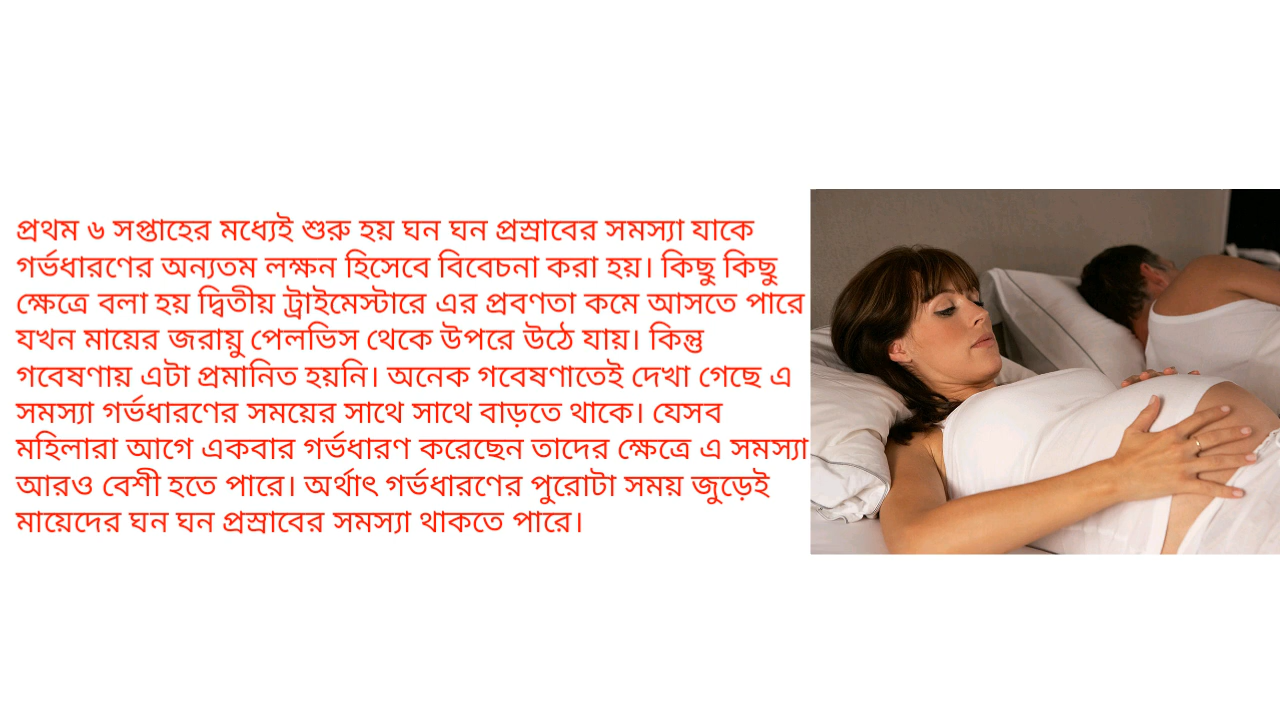 প্রথম ৬ সপ্তাহের মধ্যেই শুরু হয় ঘন ঘন প্রস্রাবের সমস্যা যাকে
গর্ভধারণের অন্যতম লক্ষন হিসেবে বিবেচনা করা হয়। কিছু কিছু
ক্ষেত্রে বলা হয় দ্বিতীয় ট্রাইমেস্টারে এর প্রবণতা কমে আসতে পারে
যখন মায়ের জরায়ু পেলভিস থেকে উপরে উঠে যায়। কিন্তু
গবেষণায় এটা প্রমানিত হয়নি। অনেক গবেষণাতেই দেখা গেছে এ
সমস্যা গর্ভধারণের সময়ের সাথে সাথে বাড়তে থাকে। যেসব
মহিলারা আগে একবার গর্ভধারণ করেছেন তাদের ক্ষেত্রে এ সমস্যা
আরও বেশী হতে পারে। অর্থাৎ গর্ভধারণের পুরোটা সময় জুড়েই
মায়েদের ঘন ঘন প্রস্রাবের সমস্যা থাকতে পারে।